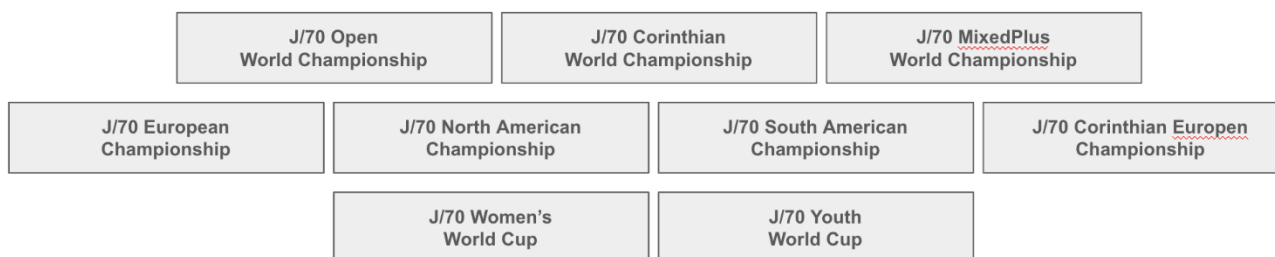 J/70 Open
World Championship
J/70 Corinthian
World Championship
J/70 MixedPlus
World Championship
J/70 European
Championship
J/70 North American
Championship
J/70 South American
Championship
J/70 Corinthian Europen
Championship
J/70 Women’s
World Cup
J/70 Youth
World Cup